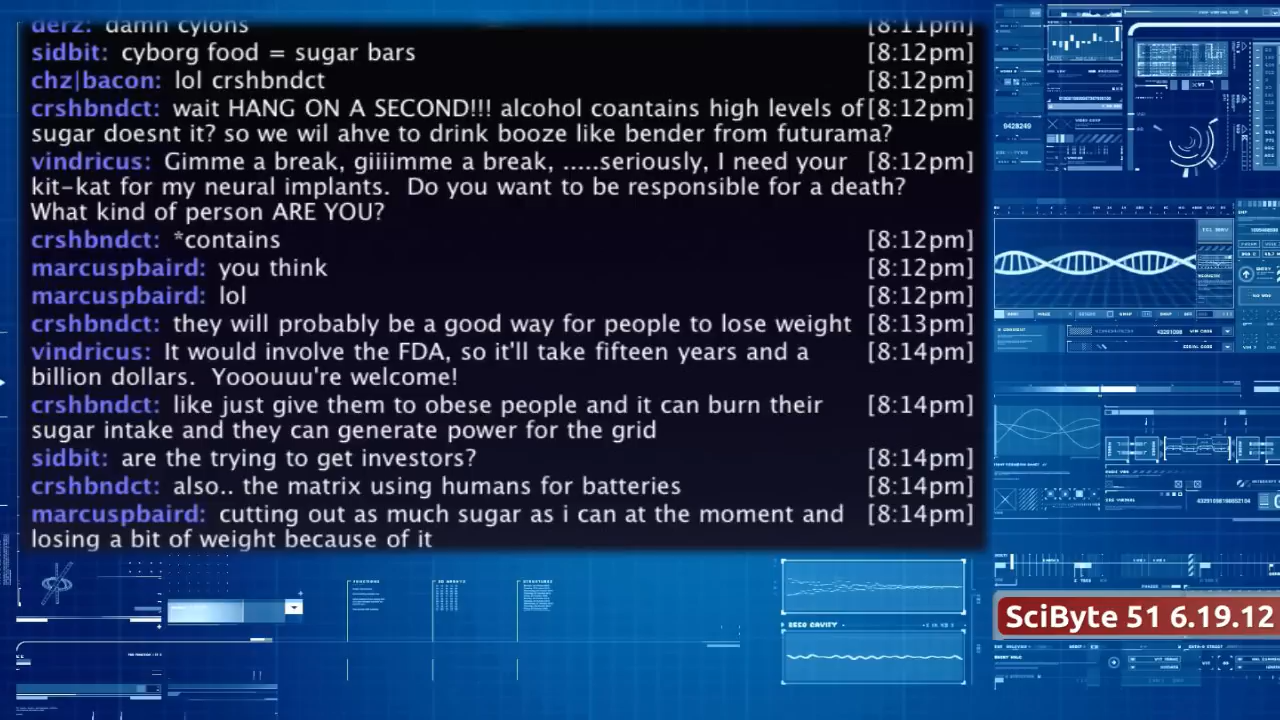 derz: damn cylons [8:11pm]
sidbit: cyborg food = sugar bars [8:12pm]
chz|bacon: lol crshbndct [8:12pm]
crshbndct: wait HANG ON A SECOND!!! alcohol coantains high levels of [8:12pm]
sugar doesnt it? so we wil ahve to drink booze like bender from futurama?
vindricus: Gimme a break, giiiimme a break, .....seriously, I need your [8:12pm]
kit-kat for my neural implants. Do you want to be responsible for a death?
What kind of person ARE YOU?
crshbndct: *contains [8:12pm]
marcuspbaird: you think [8:12pm]
marcuspbaird: lol [8:12pm]
crshbndct: they will probably be a good way for people to lose weight [8:13pm]
vindricus: It would involve the FDA, so it'll take fifteen years and a [8:14pm]
billion dollars. Yooouuu're welcome!
crshbndct: like just give them to obese people and it can burn their [8:14pm]
sugar intake and they can generate power for the grid
sidbit: are the trying to get investors? [8:14pm]
crshbndct: also.. the matrix using humans for batteries [8:14pm]
marcuspbaird: cutting out as much sugar as i can at the moment and [8:14pm]
losing a bit of weight because of it
9428249
SciByte 51 6.19.12